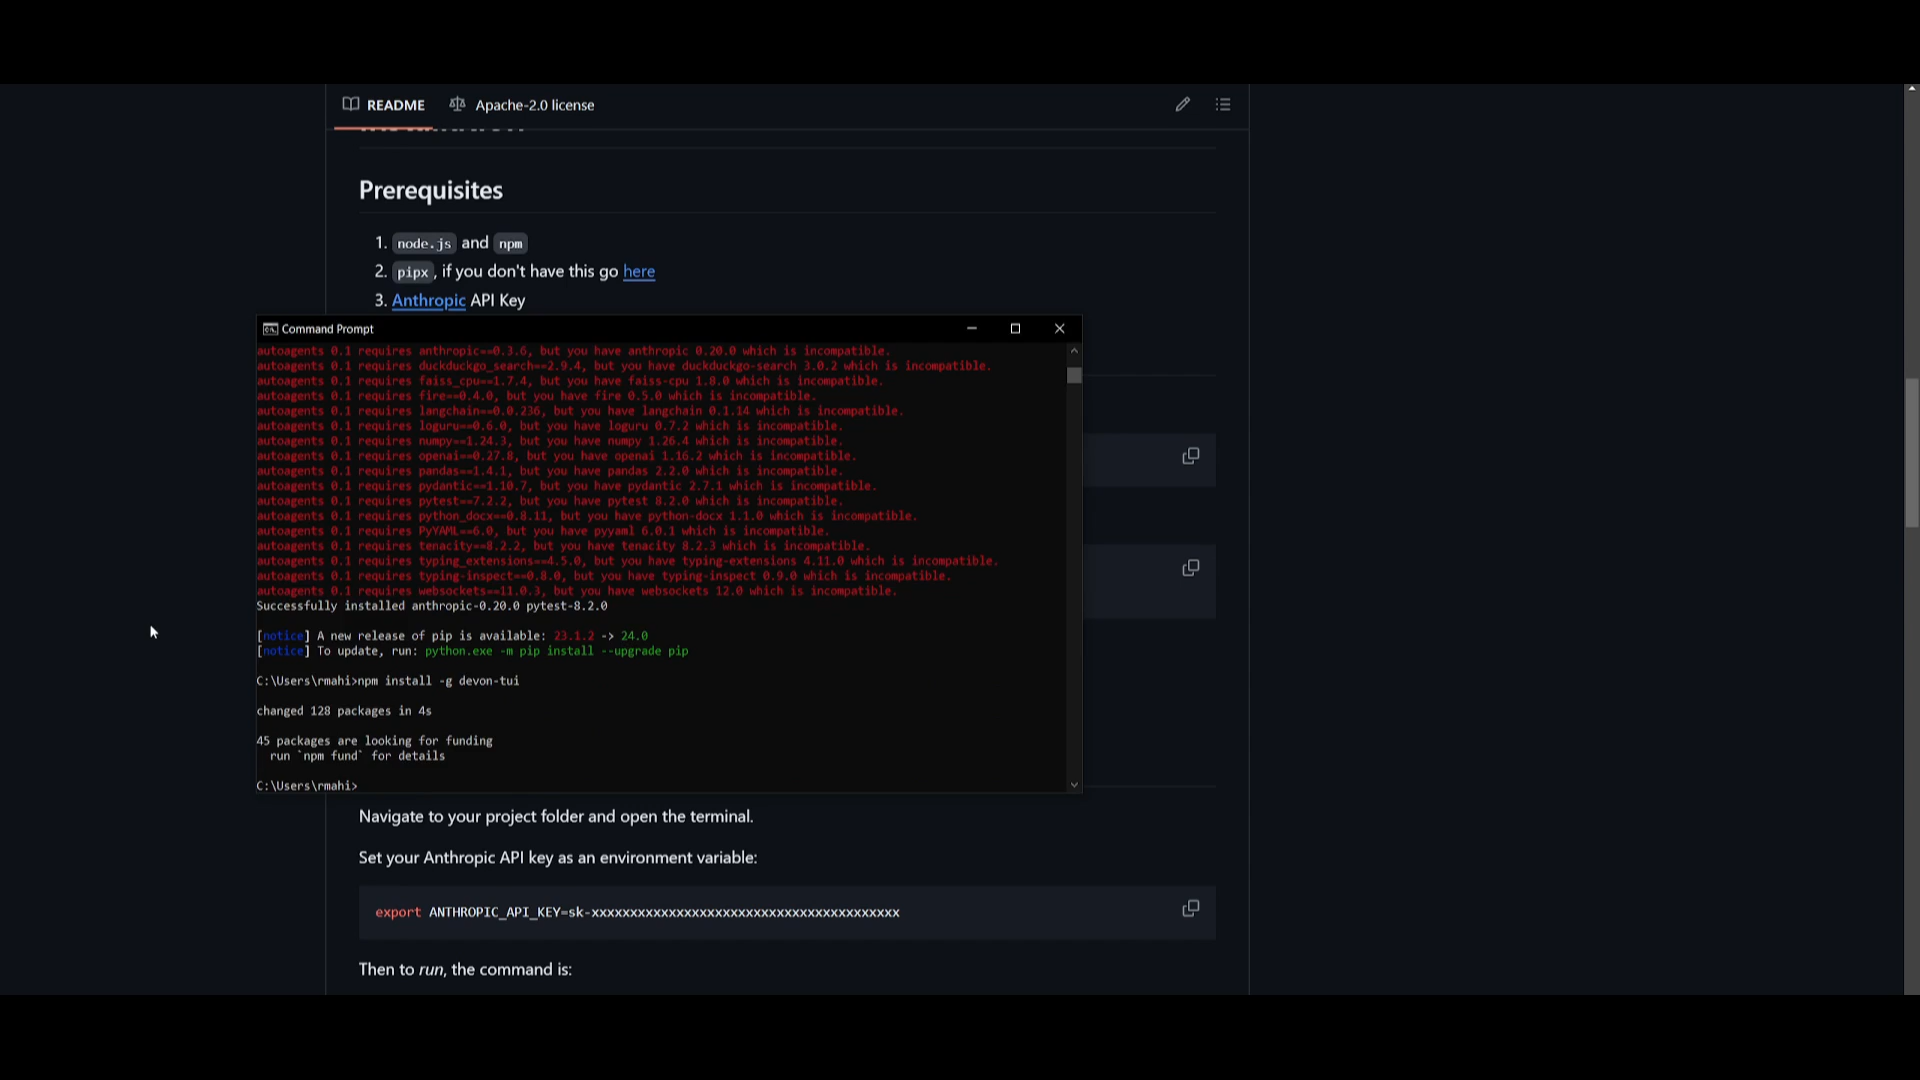 README Apache-2.0 license
Prerequisites
1. node.js and npm
2. pipx, if you don't have this go here
3. Anthropic API Key
Command Prompt
autoagents 0.1 requires anthropic==0.3.6, but you have anthropic 0.20.0 which is incompatible.
autoagents 0.1 requires duckduckgo_search==2.9.4, but you have duckduckgo-search 3.0.2 which is incompatible.
autoagents 0.1 requires faiss_cpu==1.7.4, but you have faiss-cpu 1.8.0 which is incompatible.
autoagents 0.1 requires fire==0.4.0, but you have fire 0.5.0 which is incompatible.
autoagents 0.1 requires langchain==0.0.236, but you have langchain 0.1.14 which is incompatible.
autoagents 0.1 requires loguru==0.6.0, but you have loguru 0.7.2 which is incompatible.
autoagents 0.1 requires numpy==1.24.3, but you have numpy 1.26.4 which is incompatible.
autoagents 0.1 requires openai==0.27.8, but you have openai 1.16.2 which is incompatible.
autoagents 0.1 requires pandas==1.4.1, but you have pandas 2.2.0 which is incompatible.
autoagents 0.1 requires pydantic==1.10.7, but you have pydantic 2.7.1 which is incompatible.
autoagents 0.1 requires pytest==7.2.2, but you have pytest 8.2.0 which is incompatible.
autoagents 0.1 requires python_docx==0.8.11, but you have python-docx 1.1.0 which is incompatible.
autoagents 0.1 requires PyYAML==6.0, but you have pyyaml 6.0.1 which is incompatible.
autoagents 0.1 requires tenacity==8.2.2, but you have tenacity 8.2.3 which is incompatible.
autoagents 0.1 requires typing_extensions==4.5.0, but you have typing-extensions 4.11.0 which is incompatible.
autoagents 0.1 requires typing-inspect==0.8.0, but you have typing-inspect 0.9.0 which is incompatible.
autoagents 0.1 requires websockets==11.0.3, but you have websockets 12.0 which is incompatible.
Successfully installed anthropic-0.20.0 pytest-8.2.0
[notice] A new release of pip is available: 23.1.2 -> 24.0
[notice] To update, run: python.exe -m pip install --upgrade pip
C:\Users\rmahi>npm install -g devon-tui
changed 128 packages in 4s
45 packages are looking for funding
run `npm fund` for details
C:\Users\rmahi>
Navigate to your project folder and open the terminal.
Set your Anthropic API key as an environment variable:
export ANTHROPIC_API_KEY=sk-xxxxxxxxxxxxxxxxxxxxxxxxxxxxxxxxxxxxxxxx
Then to run, the command is: